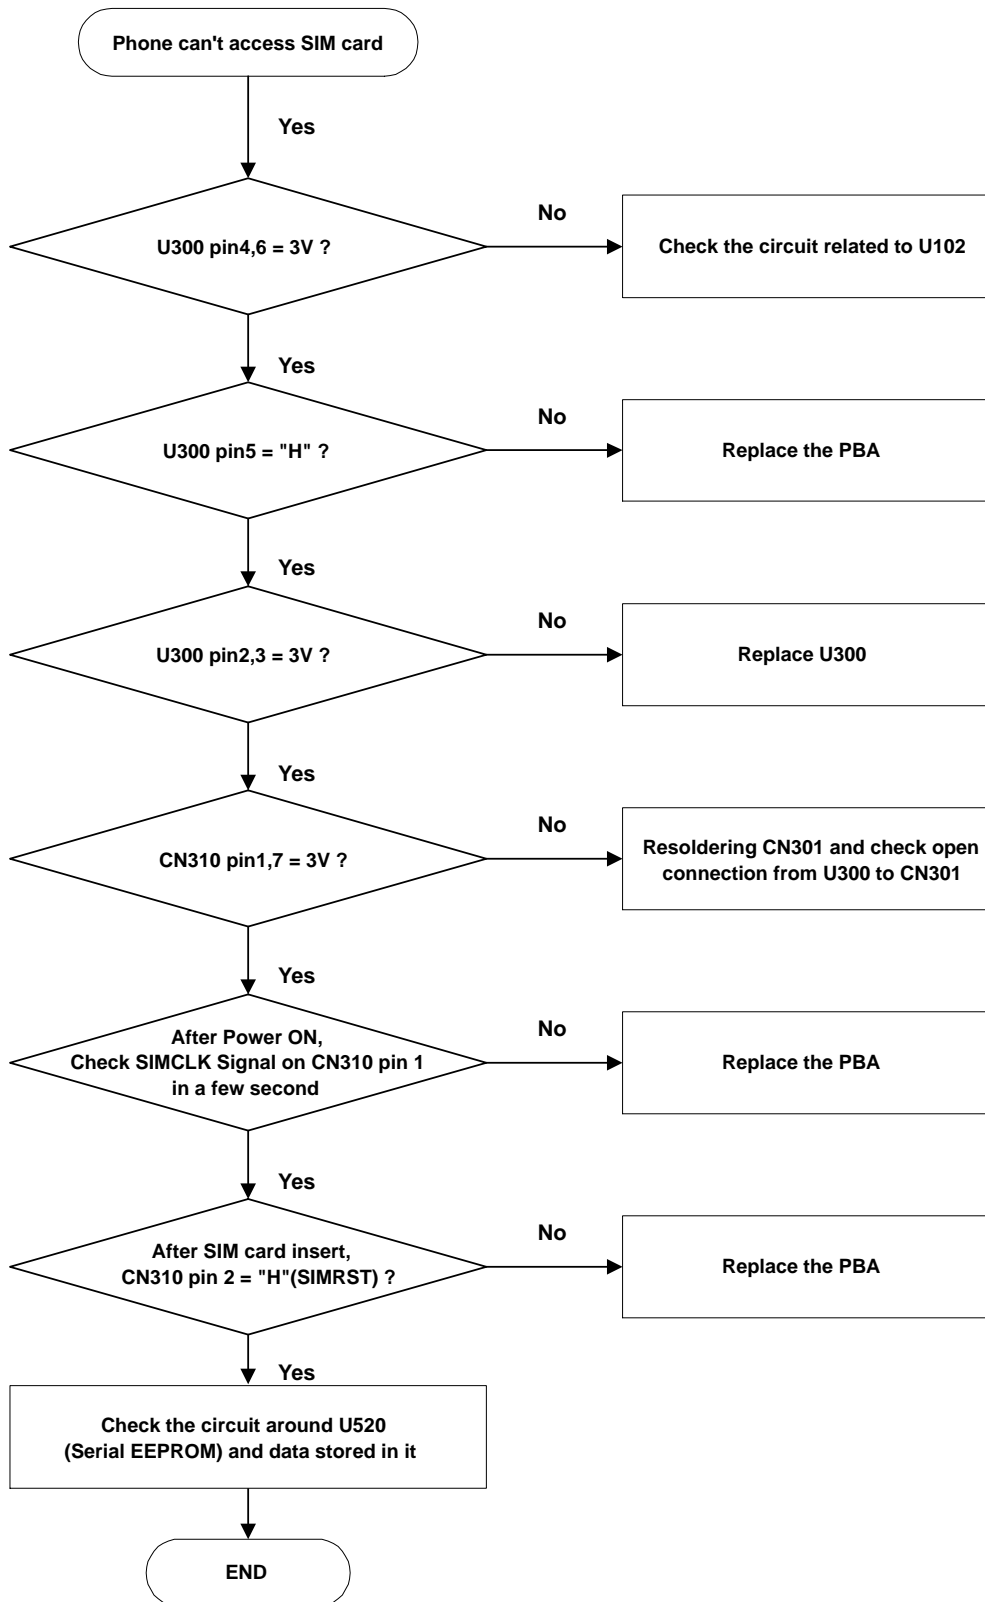 Phone can't access SIM card
Yes
No
U300 pin4,6 = 3V ?
Check the circuit related to U102
Yes
No
U300 pin5 = "H" ?
Replace the PBA
Yes
No
U300 pin2,3 = 3V ?
Replace U300
Yes
No
CN310 pin1,7 = 3V ?
Resoldering CN301 and check open
connection from U300 to CN301
Yes
No
After Power ON,
Check SIMCLK Signal on CN310 pin 1
in a few second
Replace the PBA
Yes
No
After SIM card insert,
CN310 pin 2 = "H"(SIMRST) ?
Replace the PBA
Yes
Check the circuit around U520
(Serial EEPROM) and data stored in it
END